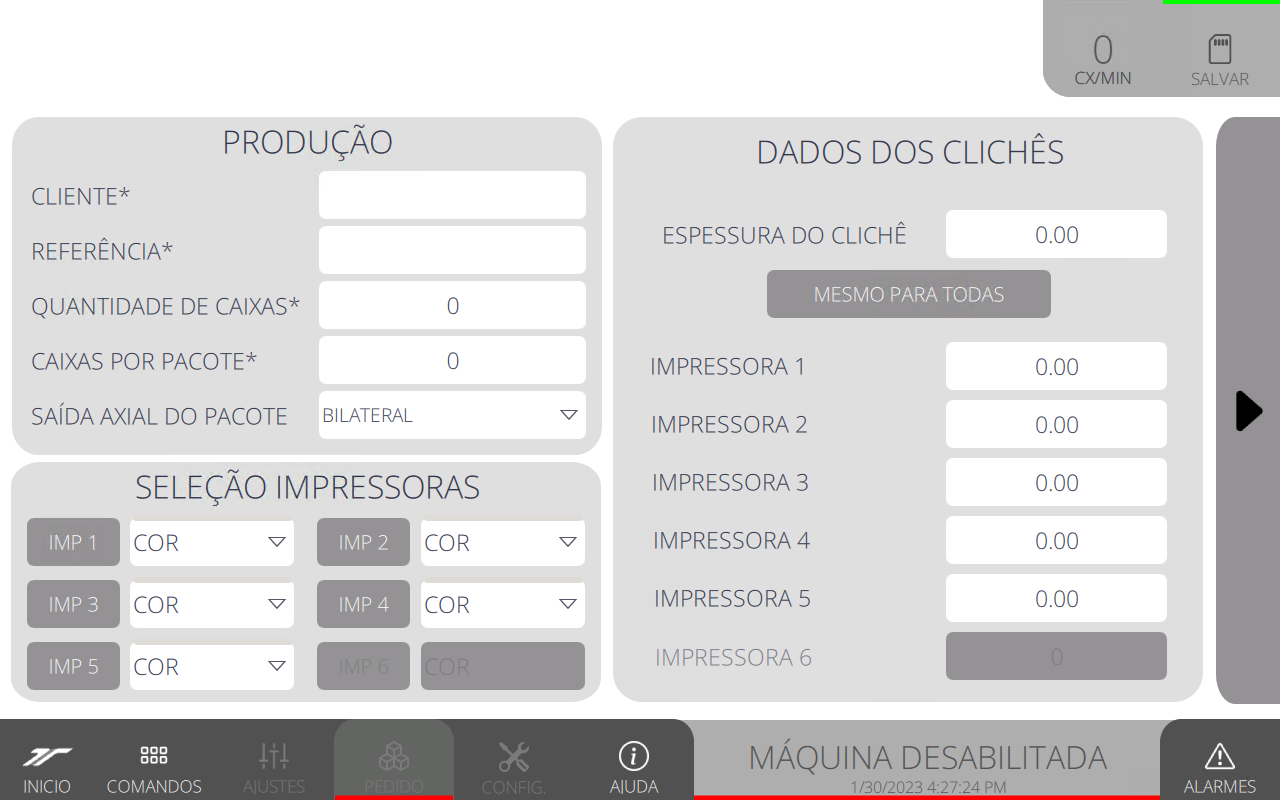 0
CX/MIN
SALVAR
PRODUÇÃO
CLIENTE*
REFERÊNCIA*
QUANTIDADE DE CAIXAS* 0
CAIXAS POR PACOTE* 0
SAÍDA AXIAL DO PACOTE BILATERAL
SELEÇÃO IMPRESSORAS
IMP 1 COR IMP 2 COR
IMP 3 COR IMP 4 COR
IMP 5 COR IMP 6 COR
DADOS DOS CLICHÊS
ESPESSURA DO CLICHÊ 0.00
MESMO PARA TODAS
IMPRESSORA 1 0.00
IMPRESSORA 2 0.00
IMPRESSORA 3 0.00
IMPRESSORA 4 0.00
IMPRESSORA 5 0.00
IMPRESSORA 6 0
INICIO
COMANDOS
AJUSTES
PEDIDO
CONFIG.
AJUDA
MÁQUINA DESABILITADA
1/30/2023 4:27:24 PM
ALARMES